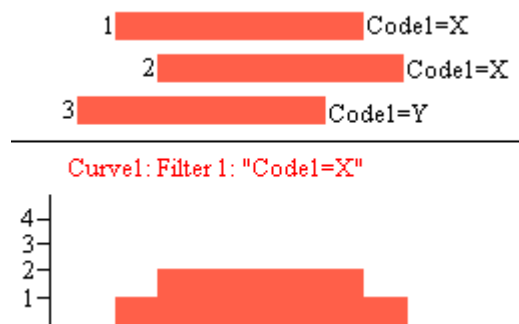 1 Code1=X
2 Code1=X
3 Code1=Y
Curve1: Filter 1: "Code1=X"
4
3
2
1